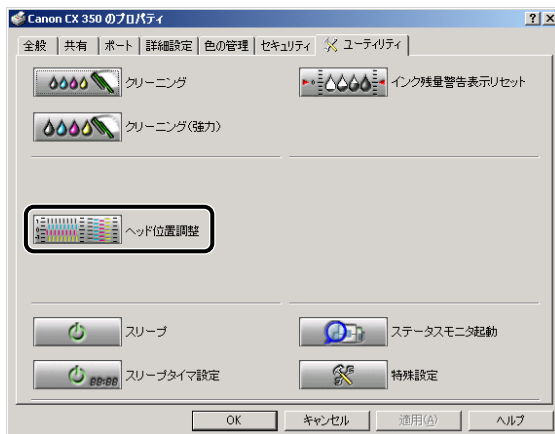 Canon CX 350 のプロパティ
全般 共有 ポート 詳細設定 色の管理 セキュリティ ユーティリティ
クリーニング インク残量警告表示リセット
クリーニング(強力)
ヘッド位置調整
スリープ ステータスモニタ起動
スリープタイマ設定 特殊設定
OK キャンセル 適用(A) ヘルプ